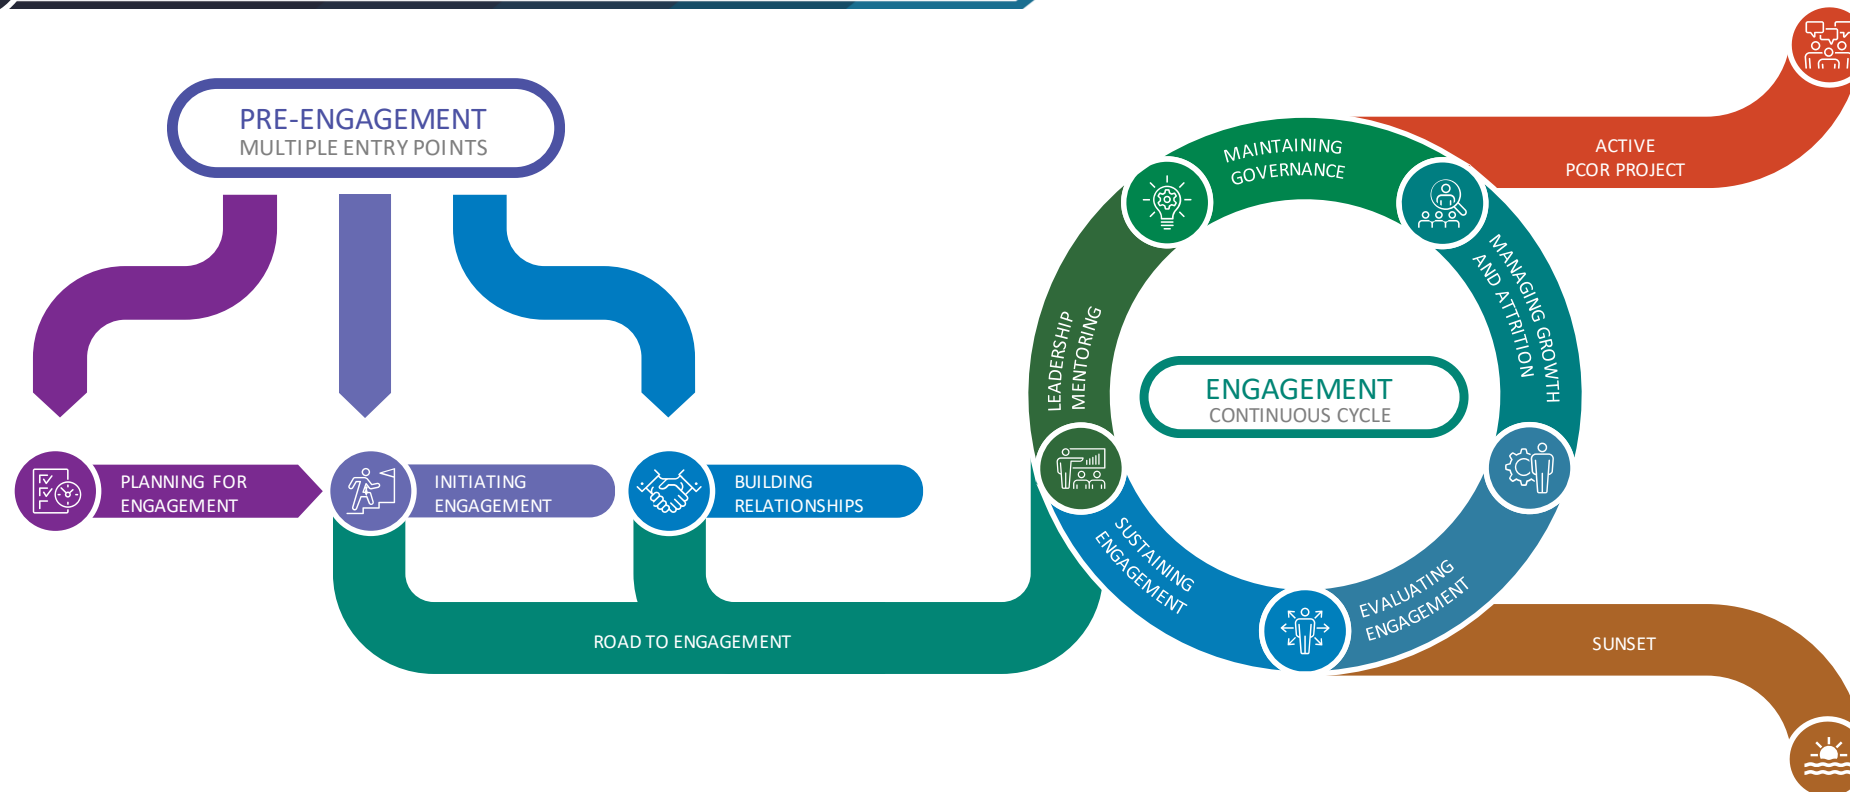 PRE-ENGAGEMENT
MULTIPLE ENTRY POINTS
PLANNING FOR
ENGAGEMENT
INITIATING
ENGAGEMENT
BUILDING
RELATIONSHIPS
ROAD TO ENGAGEMENT
ENGAGEMENT
CONTINUOUS CYCLE
LEADERSHIP
MENTORING
MAINTAINING
GOVERNANCE
MANAGING GROWTH
AND ATTRITION
EVALUATING
ENGAGEMENT
SUSTAINING
ENGAGEMENT
ACTIVE
PCOR PROJECT
SUNSET